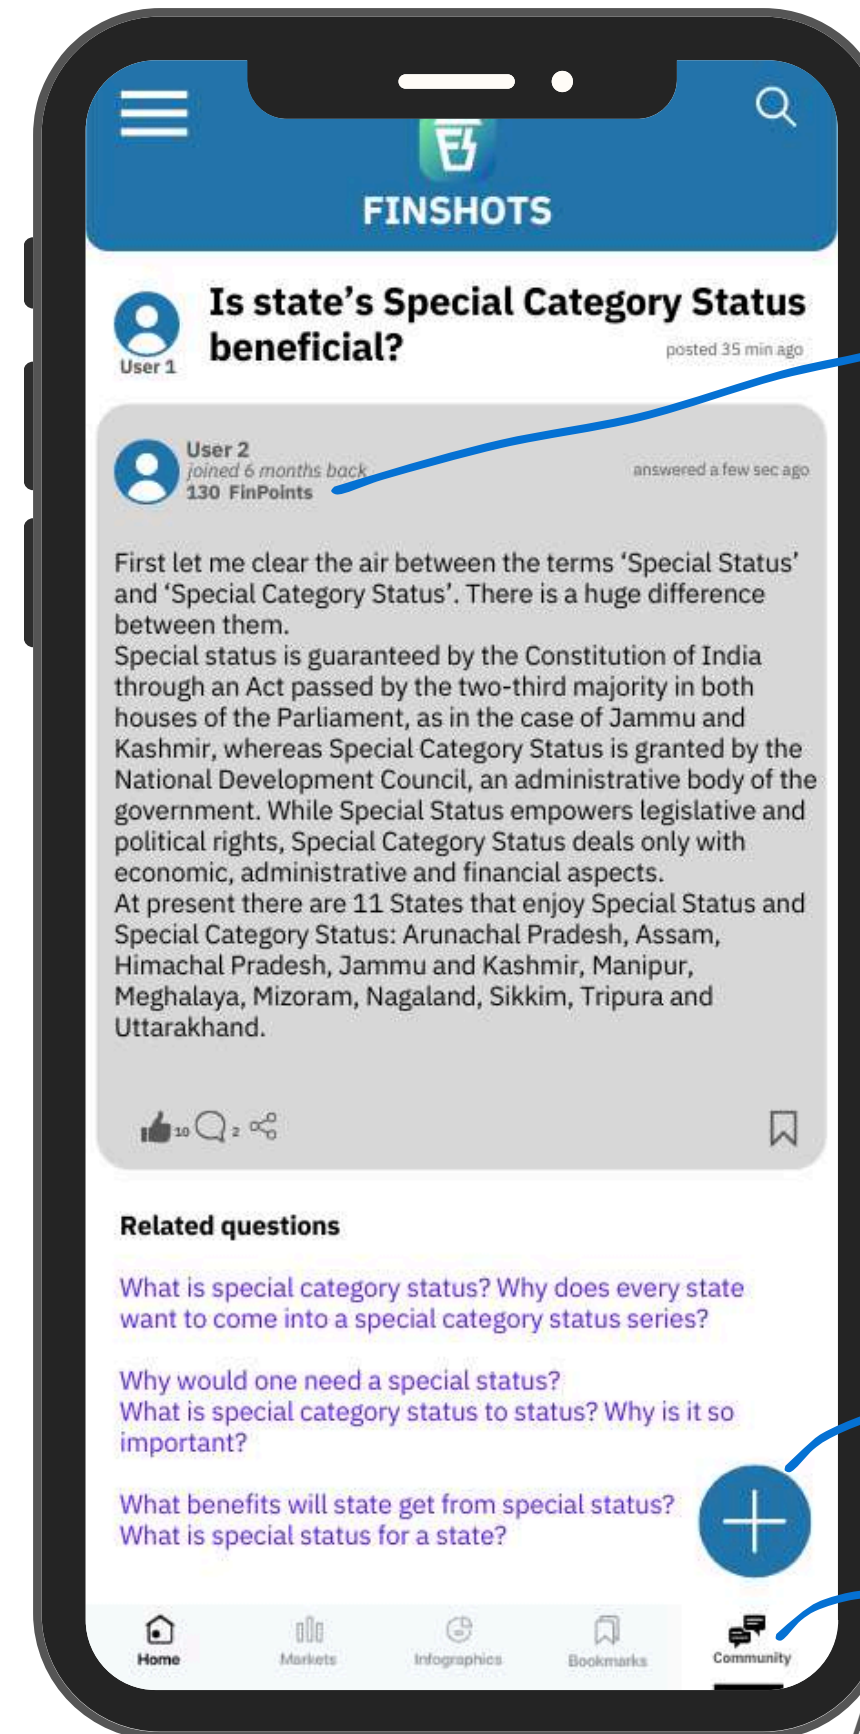 FINSHOTS
Is state’s Special Category Status
beneficial?
posted 35 min ago
User 1
User 2
joined 6 months back
130 FinPoints
answered a few sec ago
First let me clear the air between the terms ‘Special Status’
and ‘Special Category Status’. There is a huge difference
between them.
Special status is guaranteed by the Constitution of India
through an Act passed by the two-third majority in both
houses of the Parliament, as in the case of Jammu and
Kashmir, whereas Special Category Status is granted by the
National Development Council, an administrative body of the
government. While Special Status empowers legislative and
political rights, Special Category Status deals only with
economic, administrative and financial aspects.
At present there are 11 States that enjoy Special Status and
Special Category Status: Arunachal Pradesh, Assam,
Himachal Pradesh, Jammu and Kashmir, Manipur,
Meghalaya, Mizoram, Nagaland, Sikkim, Tripura and
Uttarakhand.
10 2
Related questions
What is special category status? Why does every state
want to come into a special category status series?
Why would one need a special status?
What is special category status to status? Why is it so
important?
What benefits will state get from special status?
What is special status for a state?
Home Markets Infographics Bookmarks Community